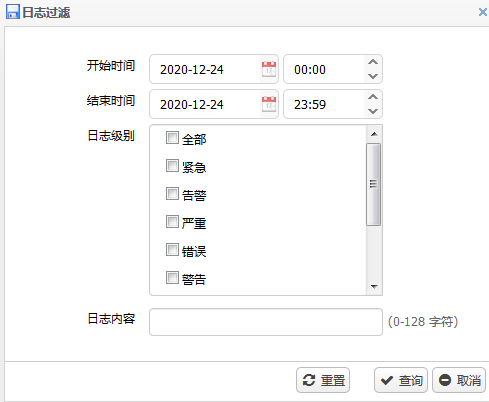 日志过滤
开始时间 2020-12-24 00:00
结束时间 2020-12-24 23:59
日志级别 全部
紧急
告警
严重
错误
警告
日志内容 (0-128 字符)
重置 查询 取消